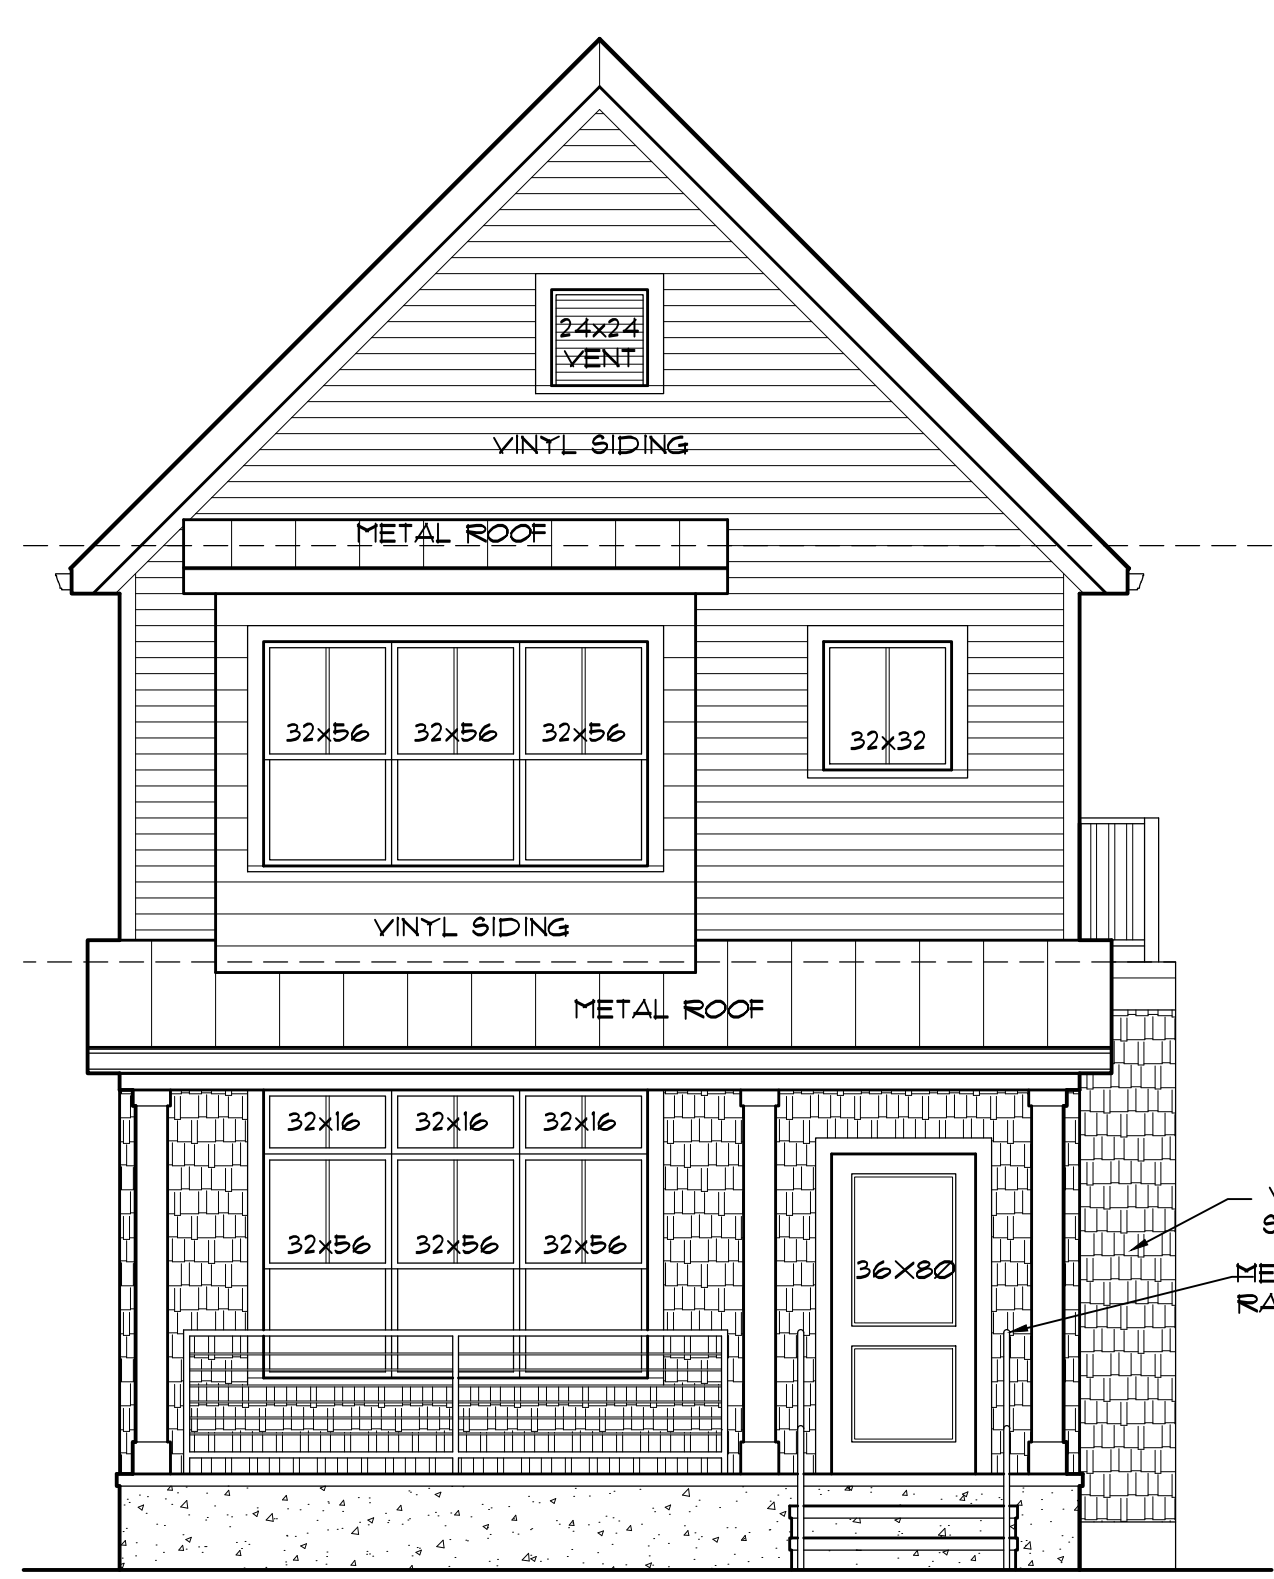 24x24
VENT
VINYL SIDING
METAL ROOF
32x56 32x56 32x56
32x32
VINYL SIDING
METAL ROOF
32x16 32x16 32x16
32x56 32x56 32x56
36X80